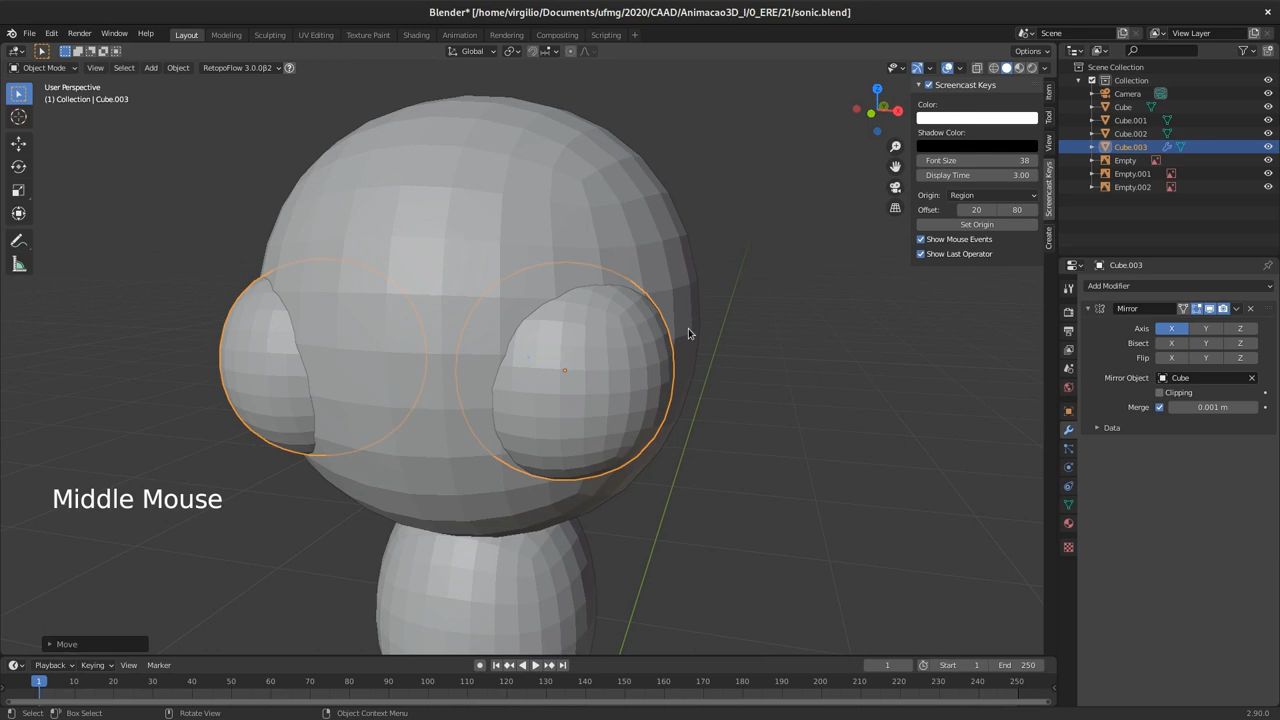 Blender* [/home/virgilio/Documents/ufmg/2020/CAAD/Animacao3D_I/0_ERE/21/sonic.blend]
File Edit Render Window Help Layout Modeling Sculpting UV Editing Texture Paint Shading Animation Rendering Compositing Scripting + Scene View Layer
Global Options
Object Mode View Select Add Object RetopoFlow 3.0.0β2
User Perspective
(1) Collection | Cube.003
X
Y
Z
Screencast Keys
Color:
Shadow Color:
Font Size 38
Display Time 3.00
Origin: Region
Offset: 20 80
Set Origin
Show Mouse Events
Show Last Operator
Item
Tool
View
Screencast Keys
Create
Scene Collection
Collection
Camera
Cube
Cube.001
Cube.002
Cube.003
Empty
Empty.001
Empty.002
Cube.003
Add Modifier
Mirror
Axis X Y Z
Bisect X Y Z
Flip X Y Z
Mirror Object Cube
Clipping
Merge 0.001 m
Data
Middle Mouse
Move
Playback Keying View Marker 1 Start 1 End 250
1 10 20 30 40 50 60 70 80 90 100 110 120 130 140 150 160 170 180 190 200 210 220 230 240 250
Select Box Select Rotate View Object Context Menu 2.90.0